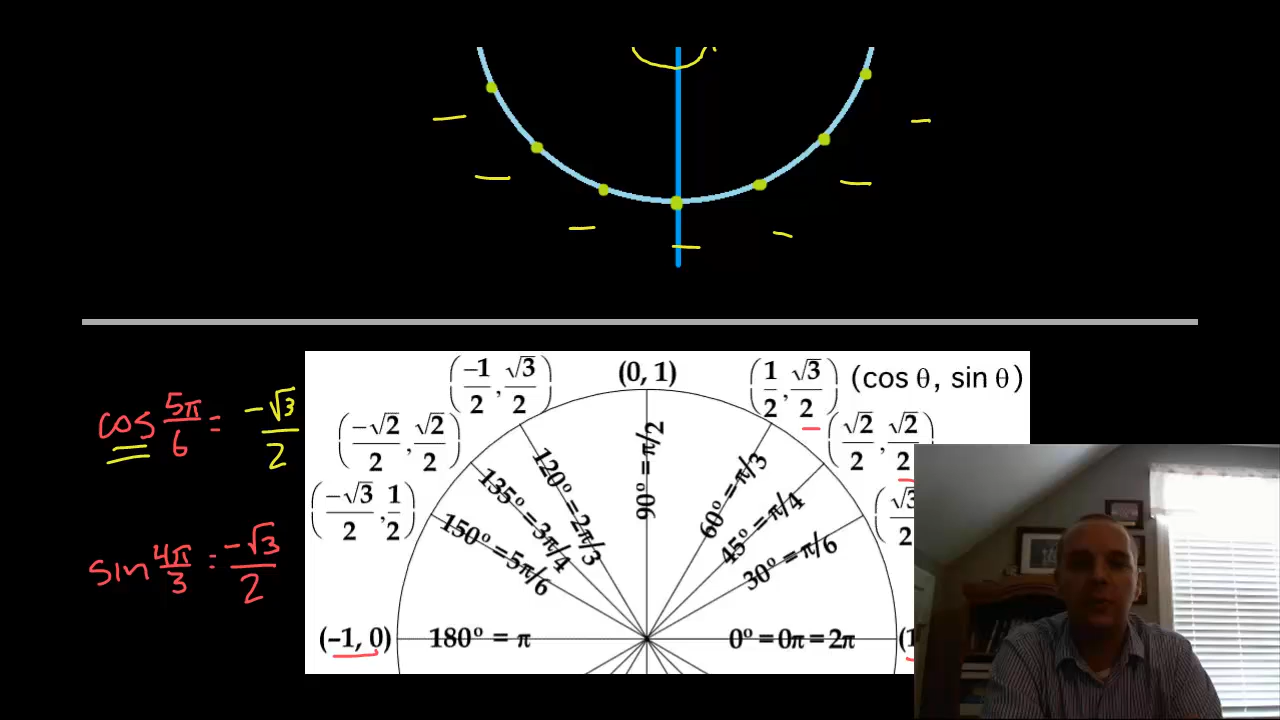 (-1/2, √3/2)
(0, 1)
(1/2, √3/2)
(cos θ, sin θ)
cos 5π/6 = -√3/2
(-√2/2, √2/2)
(√2/2, √2/2)
(-√3/2, 1/2)
120° = 2π/3
135° = 3π/4
150° = 5π/6
90° = π/2
60° = π/3
45° = π/4
30° = π/6
sin 4π/3 = -√3/2
(-1, 0)
180° = π
0° = 0π = 2π